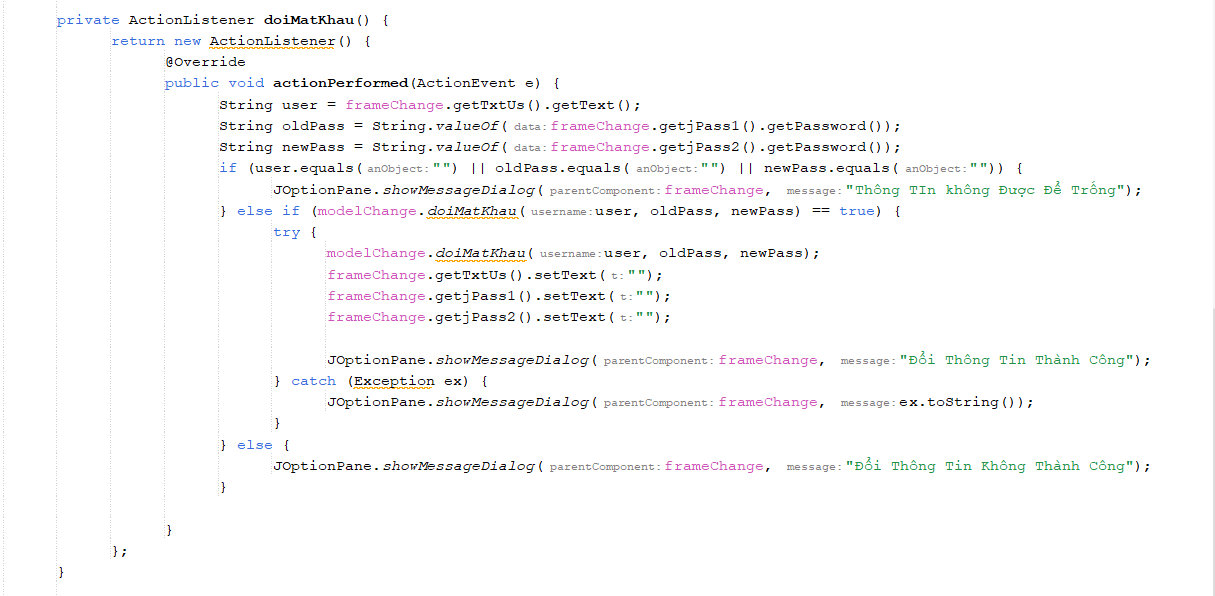 private ActionListener doiMatKhau() {
return new ActionListener() {
@Override
public void actionPerformed(ActionEvent e) {
String user = frameChange.getTxtUs().getText();
String oldPass = String.valueOf( data: frameChange.getjPass1().getPassword());
String newPass = String.valueOf( data: frameChange.getjPass2().getPassword());
if (user.equals( anObject: "") || oldPass.equals( anObject: "") || newPass.equals( anObject: "")) {
JOptionPane.showMessageDialog( parentComponent: frameChange, message: "Thông TIn không Được Để Trống");
} else if (modelChange.doiMatKhau( username: user, oldPass, newPass) == true) {
try {
modelChange.doiMatKhau( username: user, oldPass, newPass);
frameChange.getTxtUs().setText( t: "");
frameChange.getjPass1().setText( t: "");
frameChange.getjPass2().setText( t: "");
JOptionPane.showMessageDialog( parentComponent: frameChange, message: "Đổi Thông Tin Thành Công");
} catch (Exception ex) {
JOptionPane.showMessageDialog( parentComponent: frameChange, message: ex.toString());
}
} else {
JOptionPane.showMessageDialog( parentComponent: frameChange, message: "Đổi Thông Tin Không Thành Công");
}
}
};
}